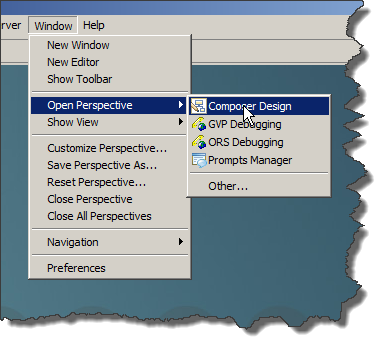 rver Window Help
New Window
New Editor
Show Toolbar
Open Perspective
Show View
Customize Perspective...
Save Perspective As...
Reset Perspective...
Close Perspective
Close All Perspectives
Navigation
Preferences
Composer Design
GVP Debugging
ORS Debugging
Prompts Manager
Other...